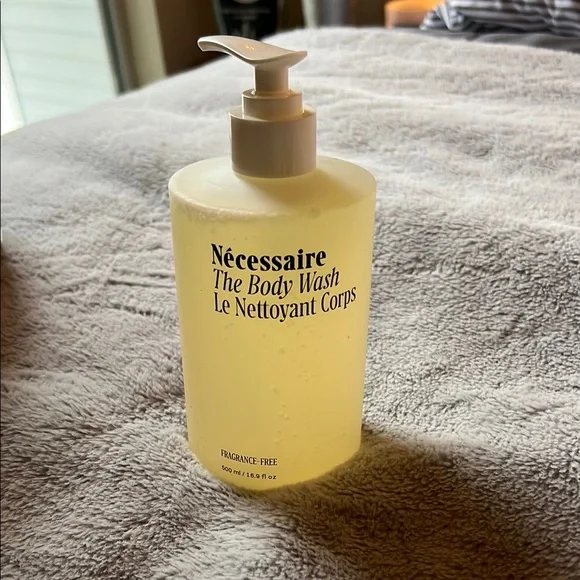 Nécessaire
The Body Wash
Le Nettoyant Corps
FRAGRANCE-FREE
500 ml / 16.9 fl oz